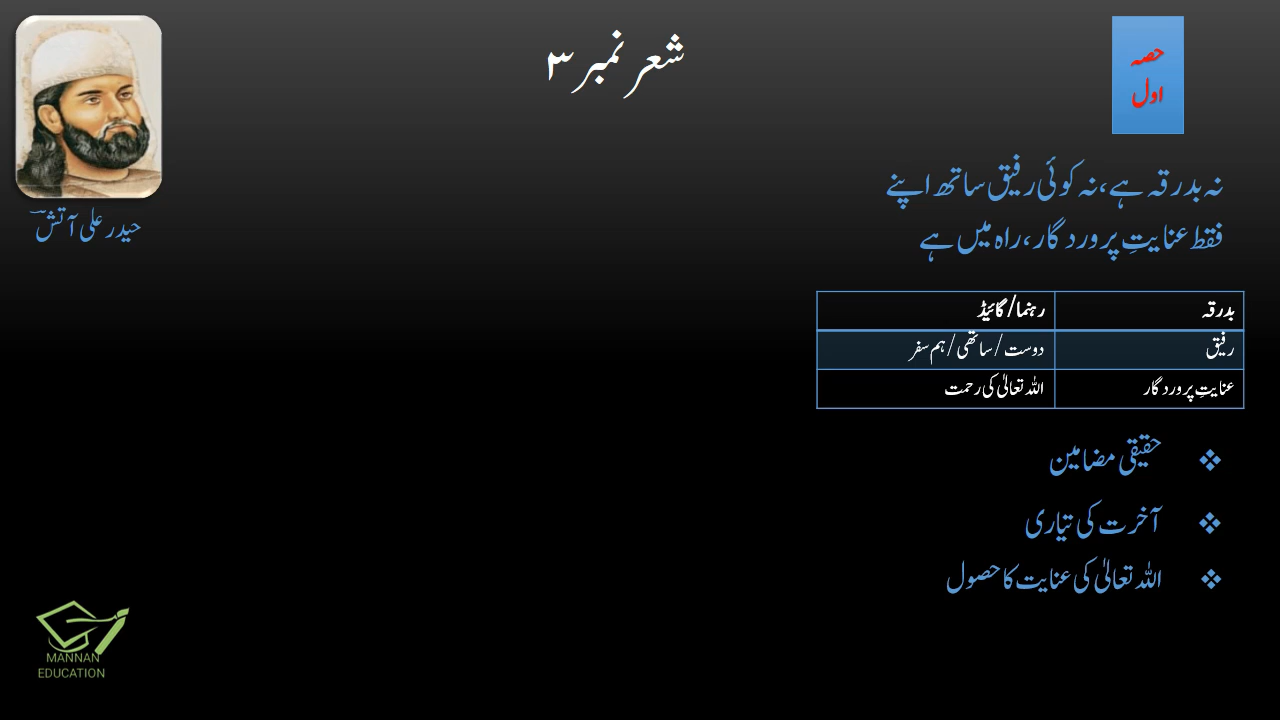 حصہ
اول
شعر نمبر ۳
حیدر علی آتشؔ
نہ بدرقہ ہے، نہ کوئی رفیق ساتھ اپنے
فقط عنایتِ پروردگار، راہ میں ہے
بدرقہ رہنما/گائیڈ
رفیق دوست/ساتھی/ہم سفر
عنایتِ پروردگار اللہ تعالیٰ کی رحمت
❖ حقیقی مضامین
❖ آخرت کی تیاری
❖ اللہ تعالیٰ کی عنایت کا حصول
MANNAN
EDUCATION